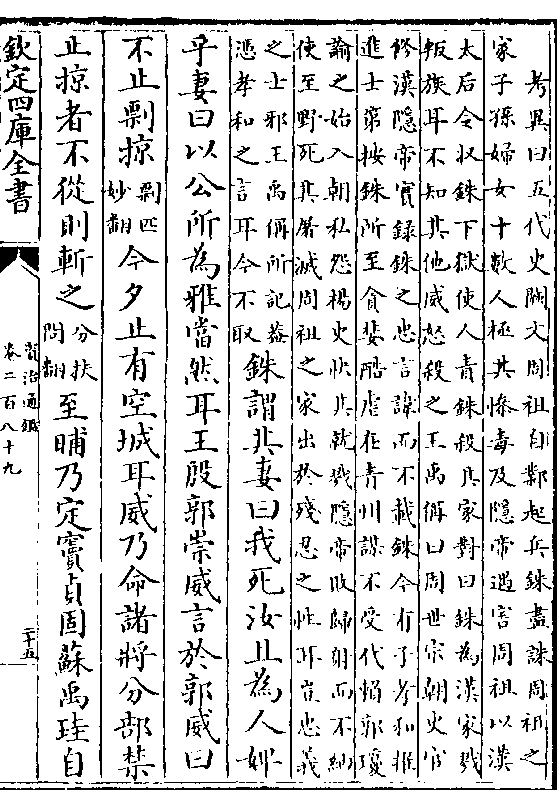 考異曰五代史闕文周祖自鄴起兵銖盡誅周祖之
家子孫婦女十數人極其慘毒及隱帝遇害周祖以漢
太后令收銖下獄使人責銖殺其家對曰銖為漢家戮
叛族耳不知其他威怒殺之王禹偁曰周世宗朝史官
修漢隱帝實録銖之忠言諱而不載銖今有子孝和擢
進士第按銖所至貪婪酷虐在青州謀不受代懼郭瓊
諭之始入朝私怨楊史快其就戮隱帝敗歸射而不納
使至野死其屠滅周祖之家出於殘忍之性耳豈忠義
之士邪王禹偁所記蓋
憑孝和之言耳今不取
銖謂其妻曰我死汝且為人婢
乎妻曰以公所為雅當然耳王殷郭崇威言於郭威曰
不止剽掠
剽匹
妙翻
今夕止有空城耳威乃命諸將分部禁
止掠者不從則斬之
分扶
問翻
至晡乃定竇貞固蘇禹珪自
欽定四庫全書
資治通鑑
卷二百八十九
三十五